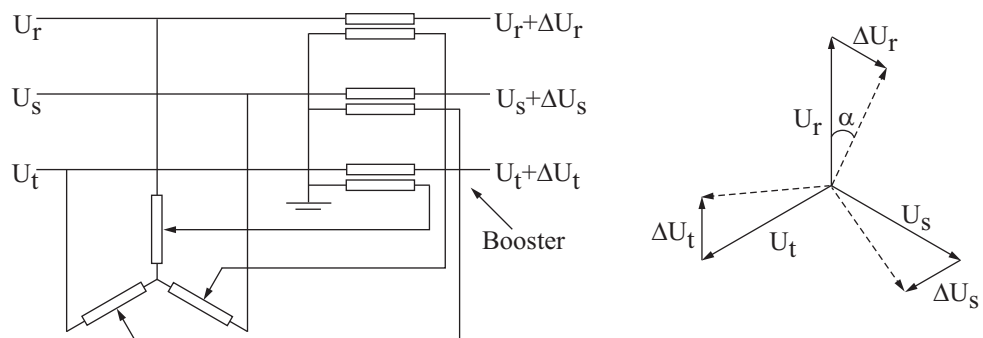 U_r
U_r+ΔU_r
U_s
U_s+ΔU_s
U_t
U_t+ΔU_t
Booster
ΔU_r
U_r
α
U_s
ΔU_t
U_t
ΔU_s